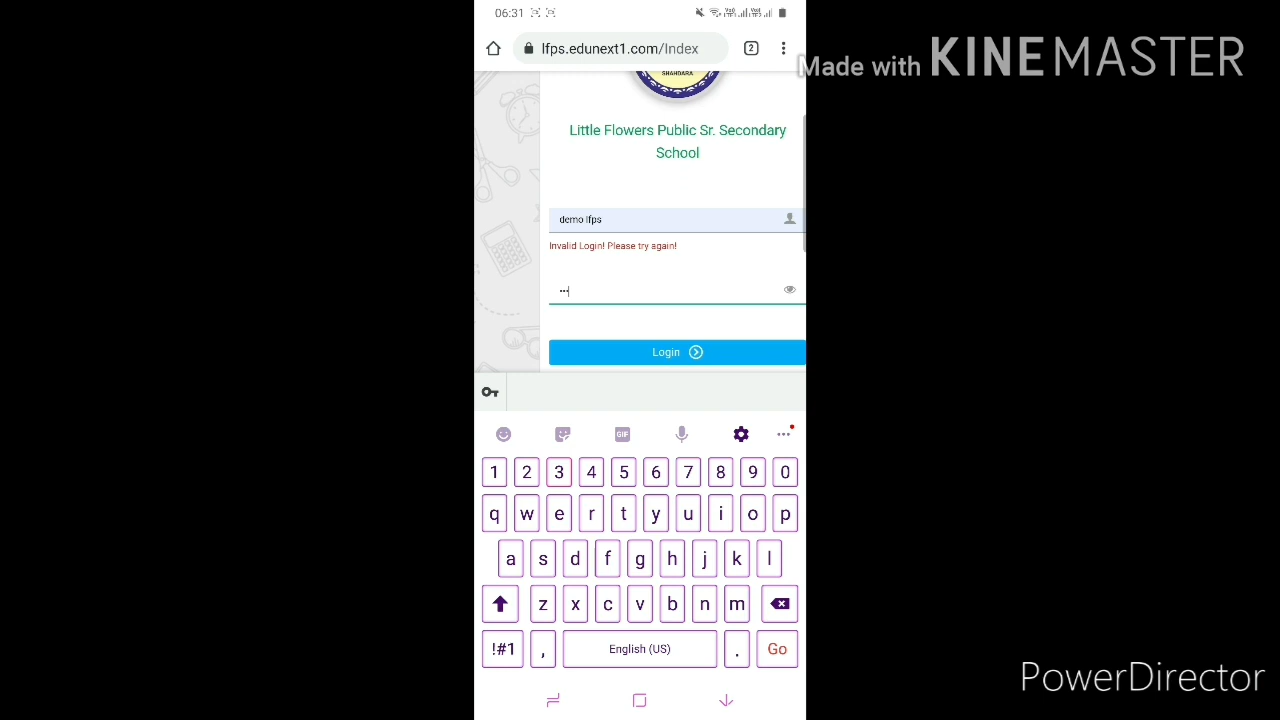 06:31
lfps.edunext1.com/Index
2
Made with KINEMASTER
SHAHDARA
Little Flowers Public Sr. Secondary
School
demo lfps
Invalid Login! Please try again!
Login
GIF
1 2 3 4 5 6 7 8 9 0
q w e r t y u i o p
a s d f g h j k l
z x c v b n m
!#1 , English (US) . Go
PowerDirector